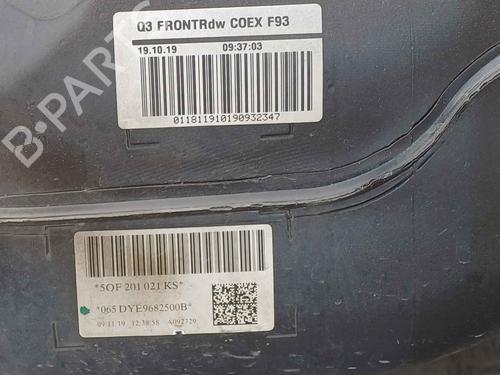 Q3 FRONTRdw COEX F93
19.10.19 09:37:03
011811910190932347
B-PARTS
*5QF 201 021 KS*
*065 DYE9682500B*
09.11.19 12:38:58 A092729